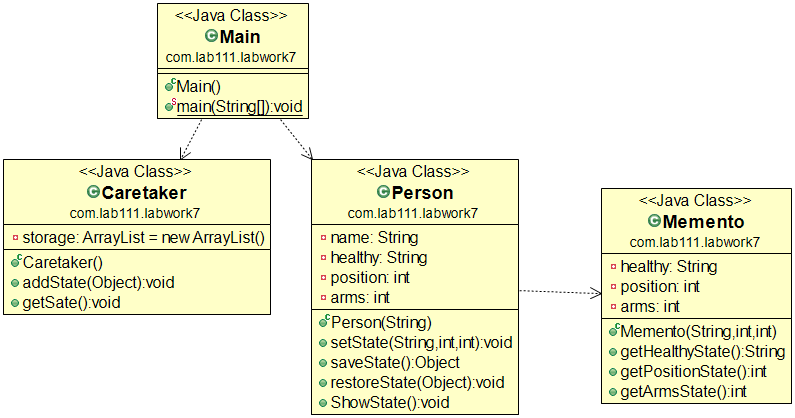 <<Java Class>>
Main
com.lab111.labwork7
Main()
main(String[]):void
<<Java Class>>
Caretaker
com.lab111.labwork7
storage: ArrayList = new ArrayList()
Caretaker()
addState(Object):void
getSate():void
<<Java Class>>
Person
com.lab111.labwork7
name: String
healthy: String
position: int
arms: int
Person(String)
setState(String,int,int):void
saveState():Object
restoreState(Object):void
ShowState():void
<<Java Class>>
Memento
com.lab111.labwork7
healthy: String
position: int
arms: int
Memento(String,int,int)
getHealthyState():String
getPositionState():int
getArmsState():int